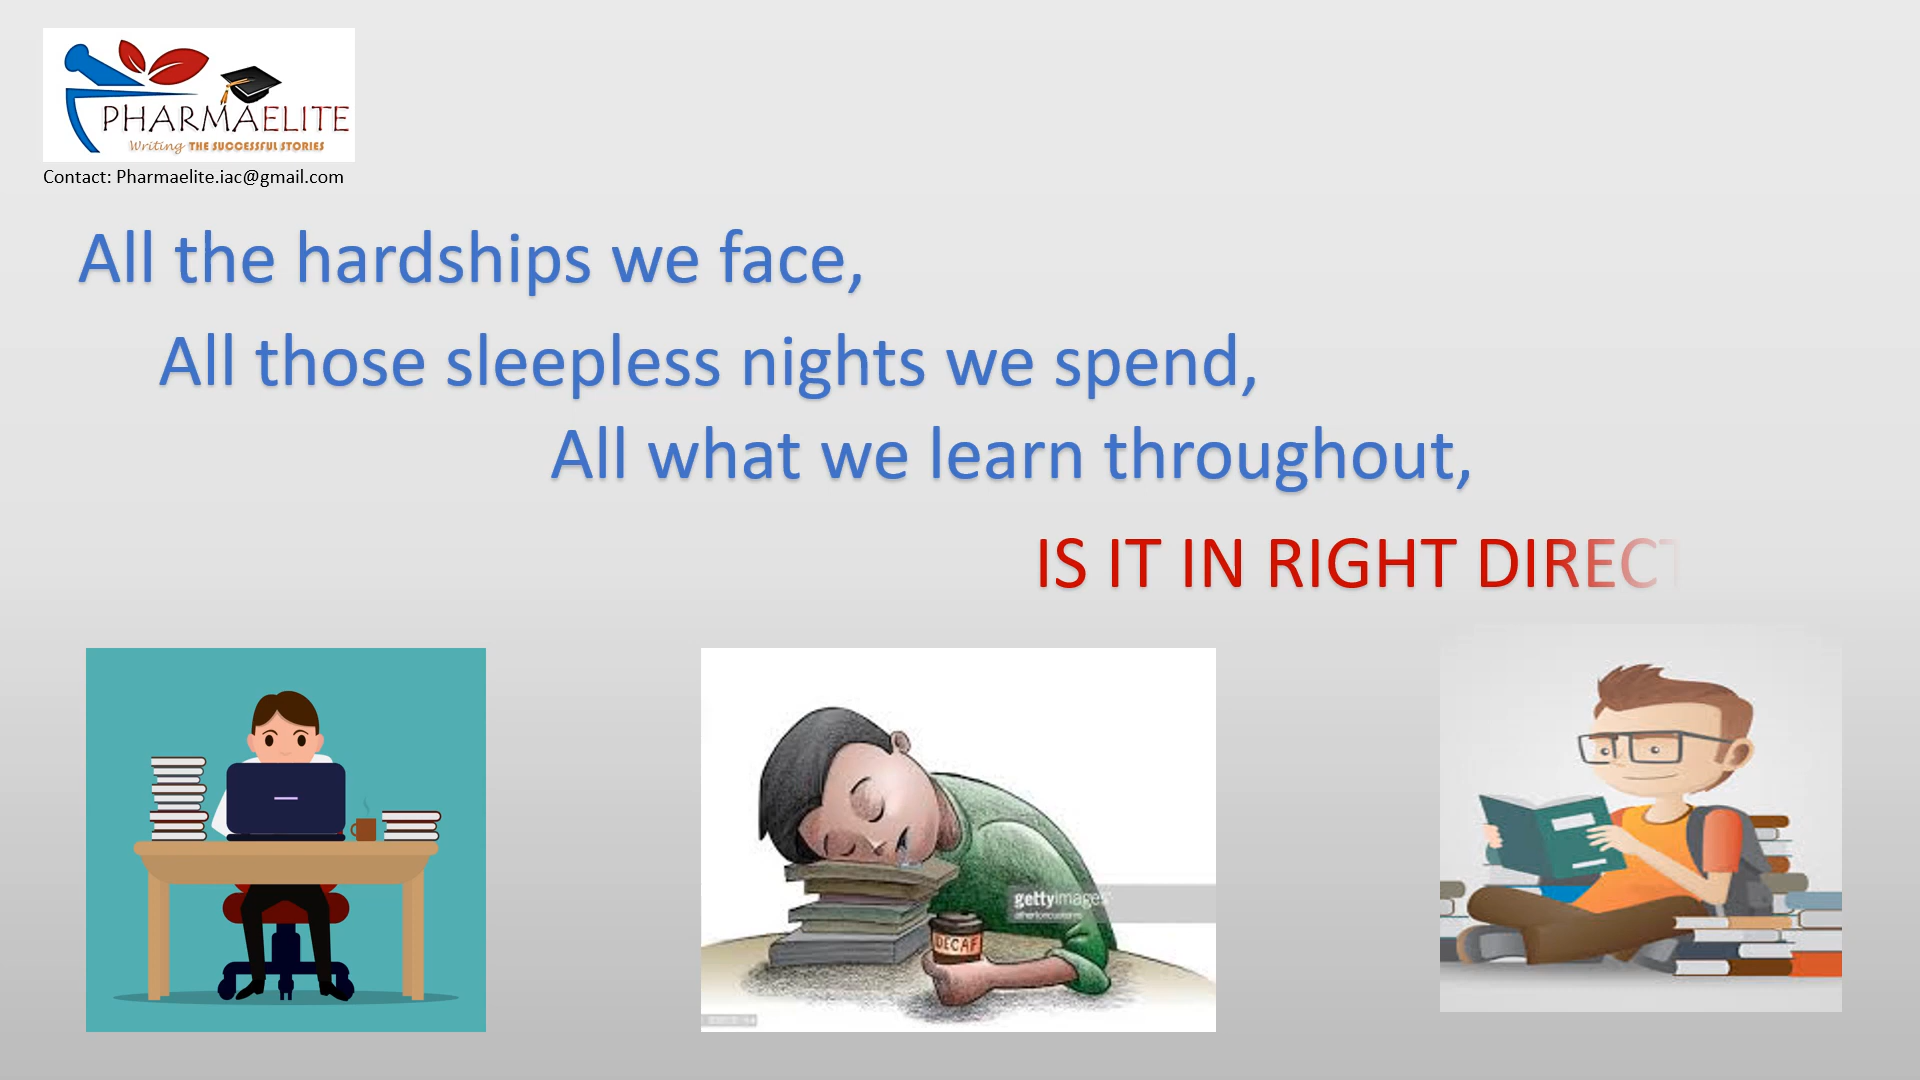 PHARMAELITE
Writing THE SUCCESSFUL STORIES
Contact: Pharmaelite.iac@gmail.com
All the hardships we face,
All those sleepless nights we spend,
All what we learn throughout,
IS IT IN RIGHT DIRECT
gettyimages
DECAF